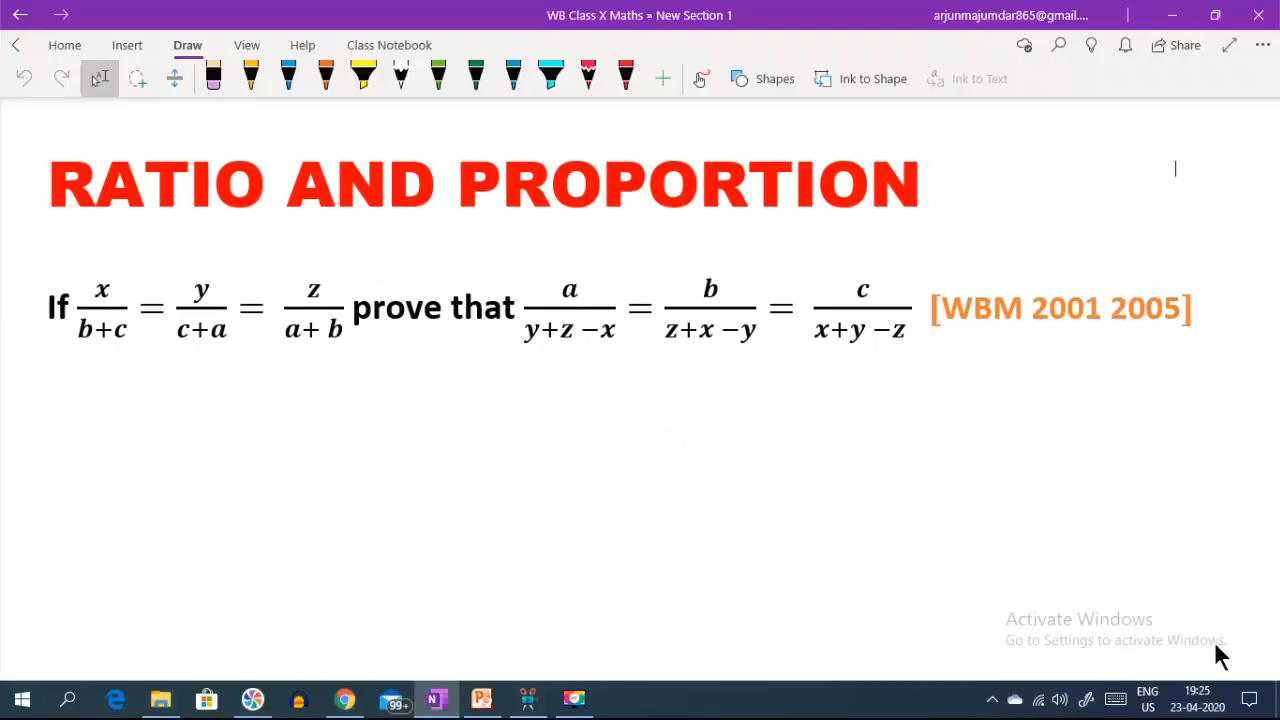 WB Class X Maths » New Section 1
arjunmajumdar865@gmail....
Home Insert Draw View Help Class Notebook Share
Shapes Ink to Shape Ink to Text
RATIO AND PROPORTION
If x/(b+c) = y/(c+a) = z/(a+ b) prove that a/(y+z −x) = b/(z+x −y) = c/(x+y −z) [WBM 2001 2005]
Activate Windows
Go to Settings to activate Windows.
99+
ENG
US
19:25
23-04-2020